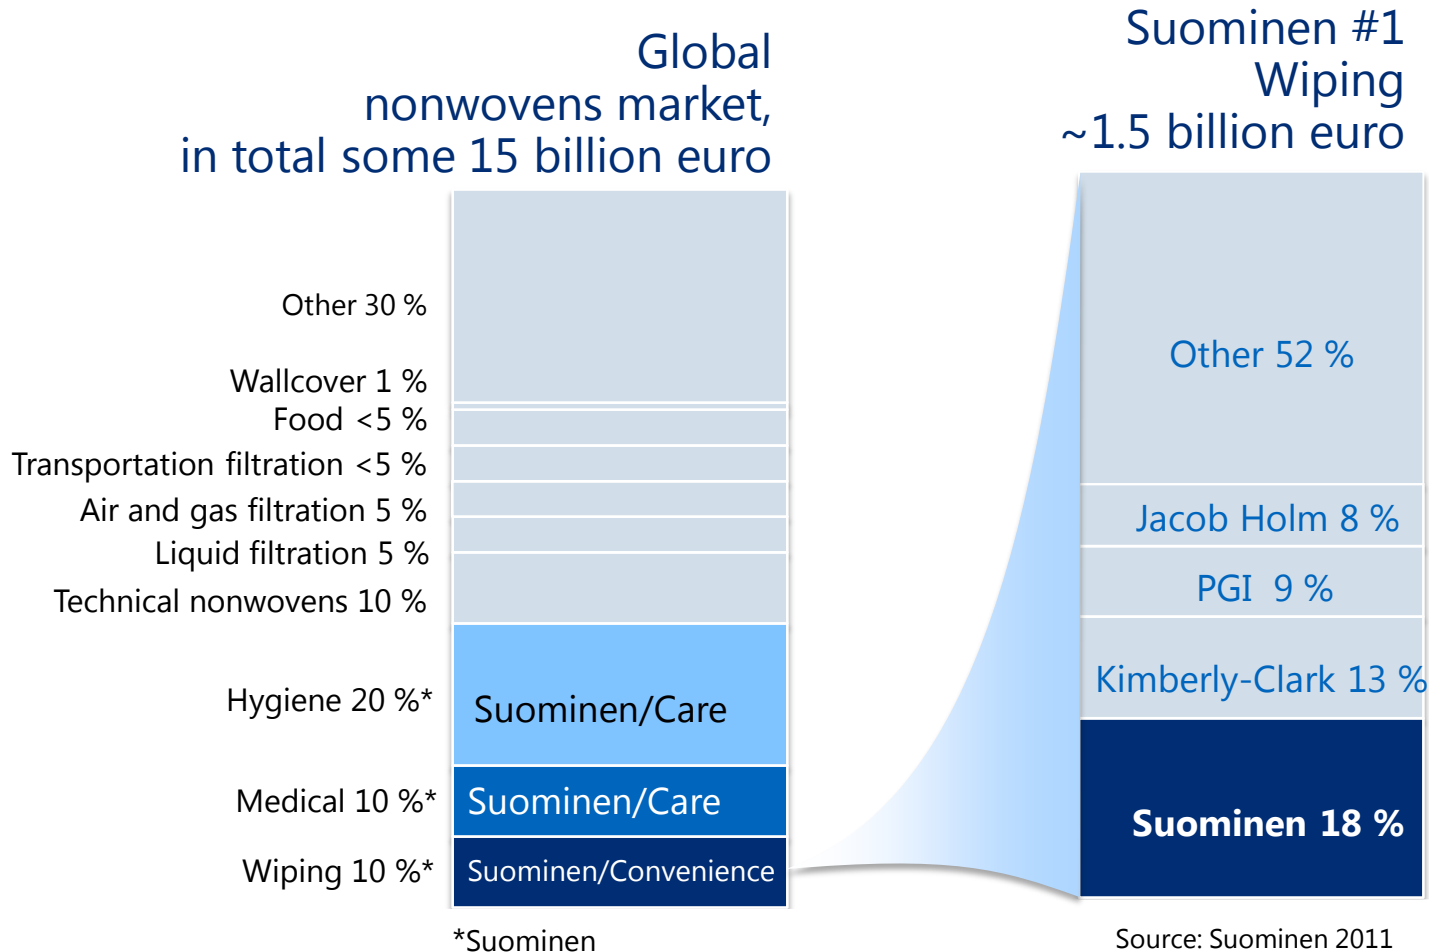 Global
nonwovens market,
in total some 15 billion euro
Other 30 %
Wallcover 1 %
Food <5 %
Transportation filtration <5 %
Air and gas filtration 5 %
Liquid filtration 5 %
Technical nonwovens 10 %
Hygiene 20 %*
Suominen/Care
Medical 10 %*
Suominen/Care
Wiping 10 %*
Suominen/Convenience
*Suominen
Suominen #1
Wiping
~1.5 billion euro
Other 52 %
Jacob Holm 8 %
PGI 9 %
Kimberly-Clark 13 %
Suominen 18 %
Source: Suominen 2011